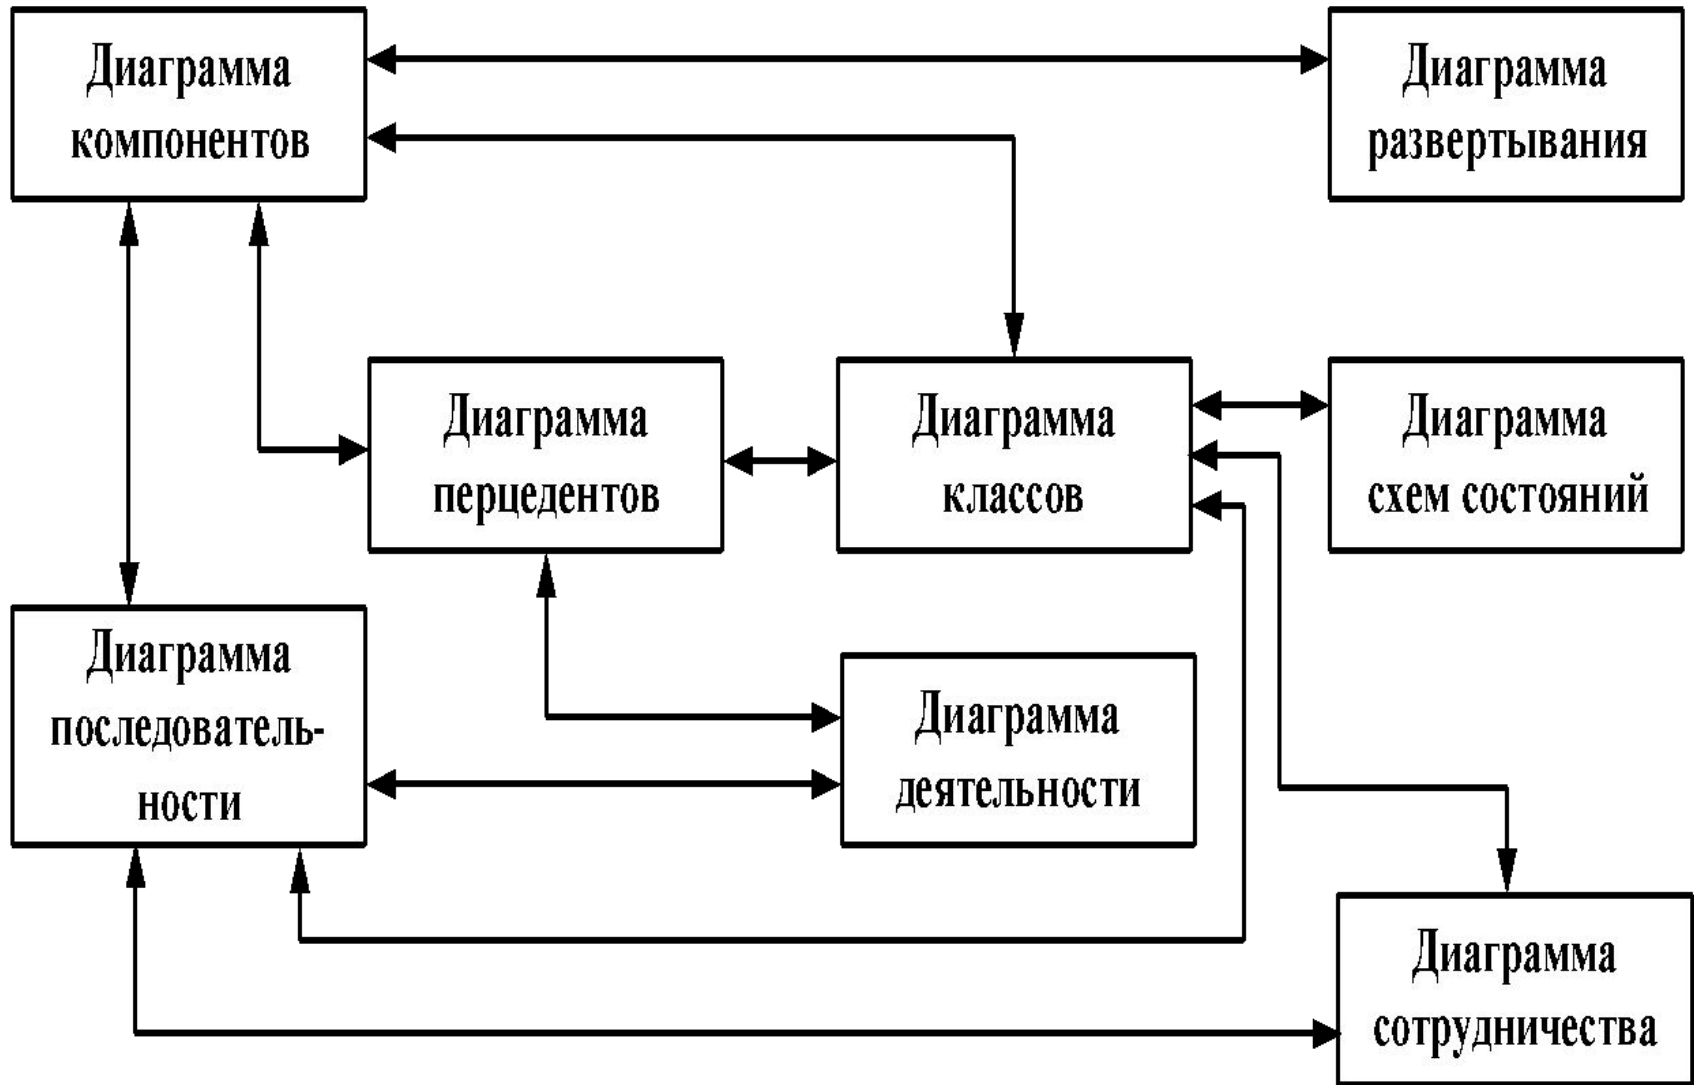 Диаграмма
компонентов
Диаграмма
развертывания
Диаграмма
перцедентов
Диаграмма
классов
Диаграмма
схем состояний
Диаграмма
последователь-
ности
Диаграмма
деятельности
Диаграмма
сотрудничества